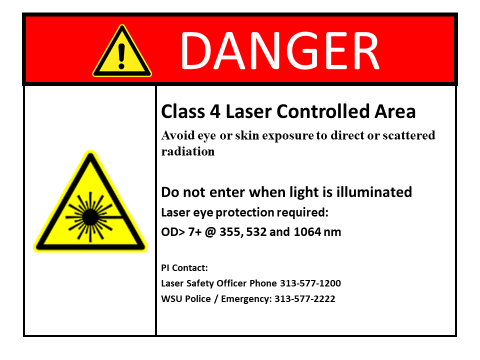 DANGER
Class 4 Laser Controlled Area
Avoid eye or skin exposure to direct or scattered
radiation
Do not enter when light is illuminated
Laser eye protection required:
OD> 7+ @ 355, 532 and 1064 nm
PI Contact:
Laser Safety Officer Phone 313-577-1200
WSU Police / Emergency: 313-577-2222